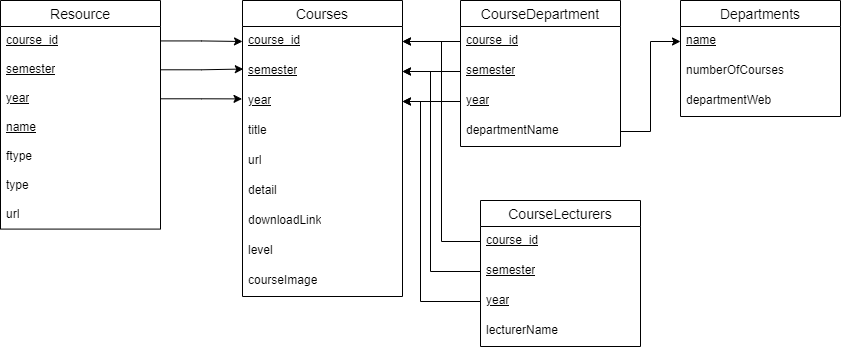 Resource
course_id
semester
year
name
ftype
type
url
Courses
course_id
semester
year
title
url
detail
downloadLink
level
courseImage
CourseDepartment
course_id
semester
year
departmentName
Departments
name
numberOfCourses
departmentWeb
CourseLecturers
course_id
semester
year
lecturerName